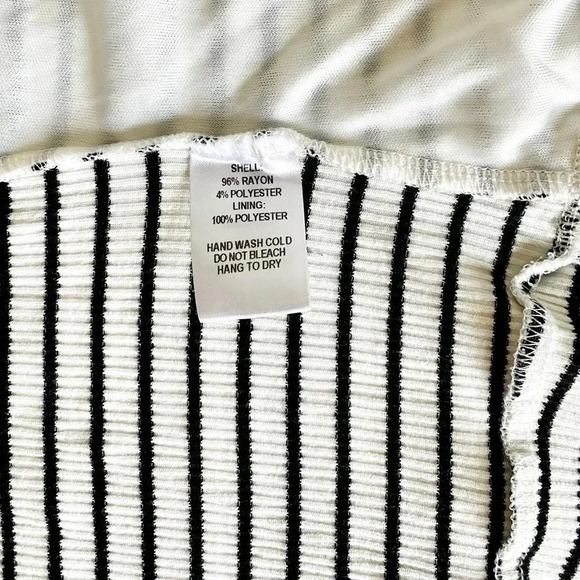 SHELL:
96% RAYON
4% POLYESTER
LINING:
100% POLYESTER
HAND WASH COLD
DO NOT BLEACH
HANG TO DRY